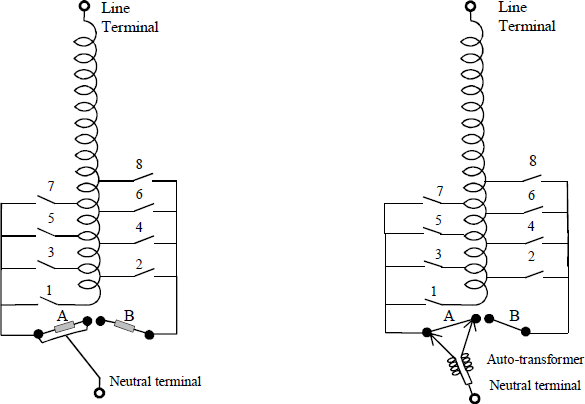 Line
Terminal
8
7
6
5
4
3
2
1
A
B
Neutral terminal
Line
Terminal
8
7
6
5
4
3
2
1
A
B
Auto-transformer
Neutral terminal